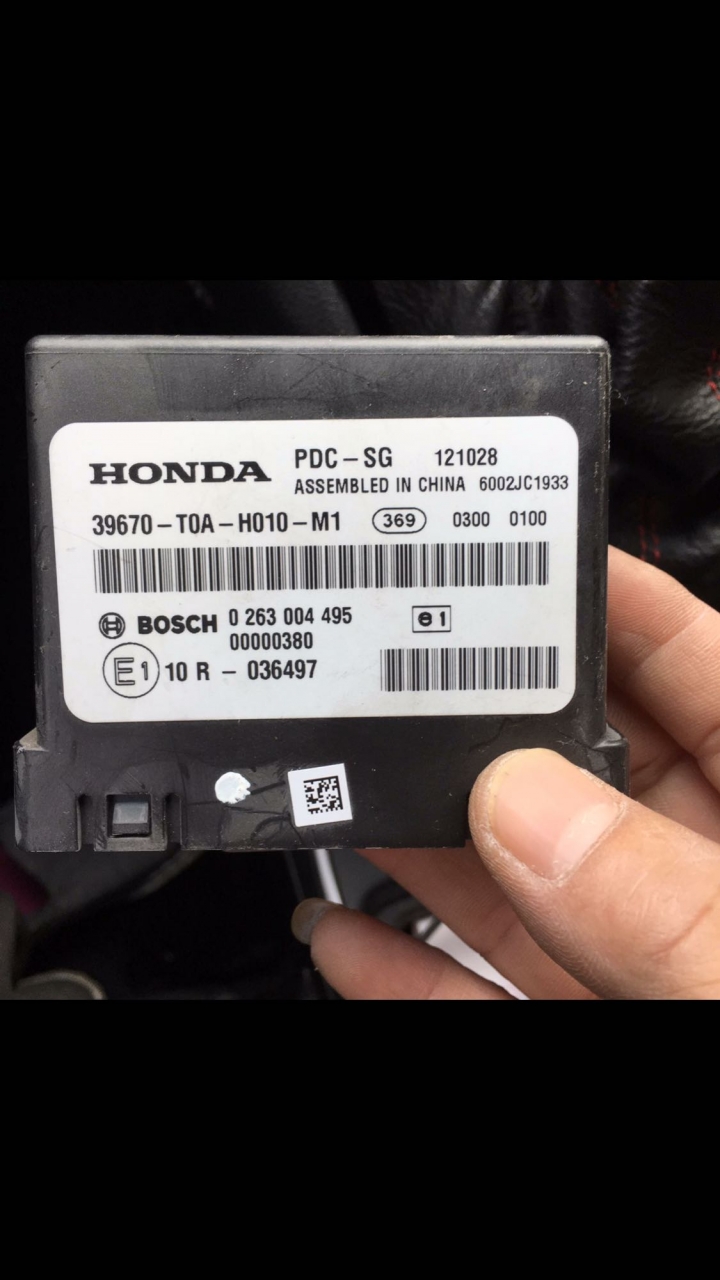 HONDA PDC-SG 121028
ASSEMBLED IN CHINA 6002JC1933
39670-T0A-H010-M1 369 0300 0100
BOSCH 0 263 004 495 e1
00000380
E1 10 R - 036497